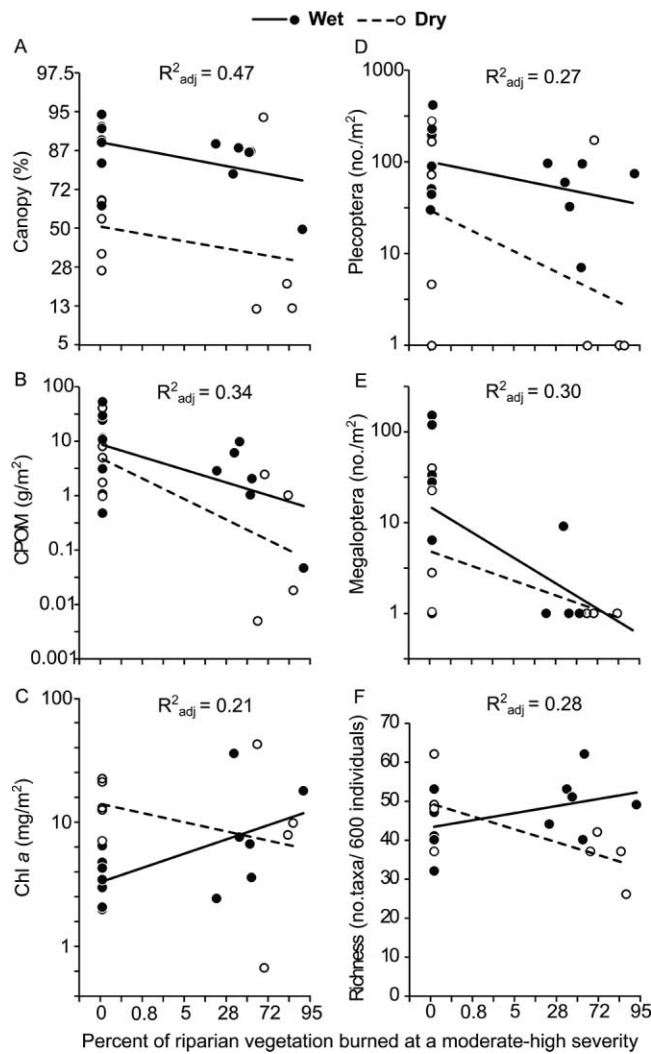 Wet Dry
A
R²adj = 0.47
Canopy (%)
97.5
95
87
72
50
28
13
5
D
R²adj = 0.27
Plecoptera (no./m²)
1000
100
10
1
B
R²adj = 0.34
CPOM (g/m²)
100
10
1
0.1
0.01
0.001
E
R²adj = 0.30
Megaloptera (no./m²)
100
10
1
C
R²adj = 0.21
Chl a (mg/m²)
100
10
1
0 0.8 5 28 72 95
F
R²adj = 0.28
Richness (no.taxa/ 600 individuals)
70
60
50
40
30
20
10
0
0 0.8 5 28 72 95
Percent of riparian vegetation burned at a moderate-high severity